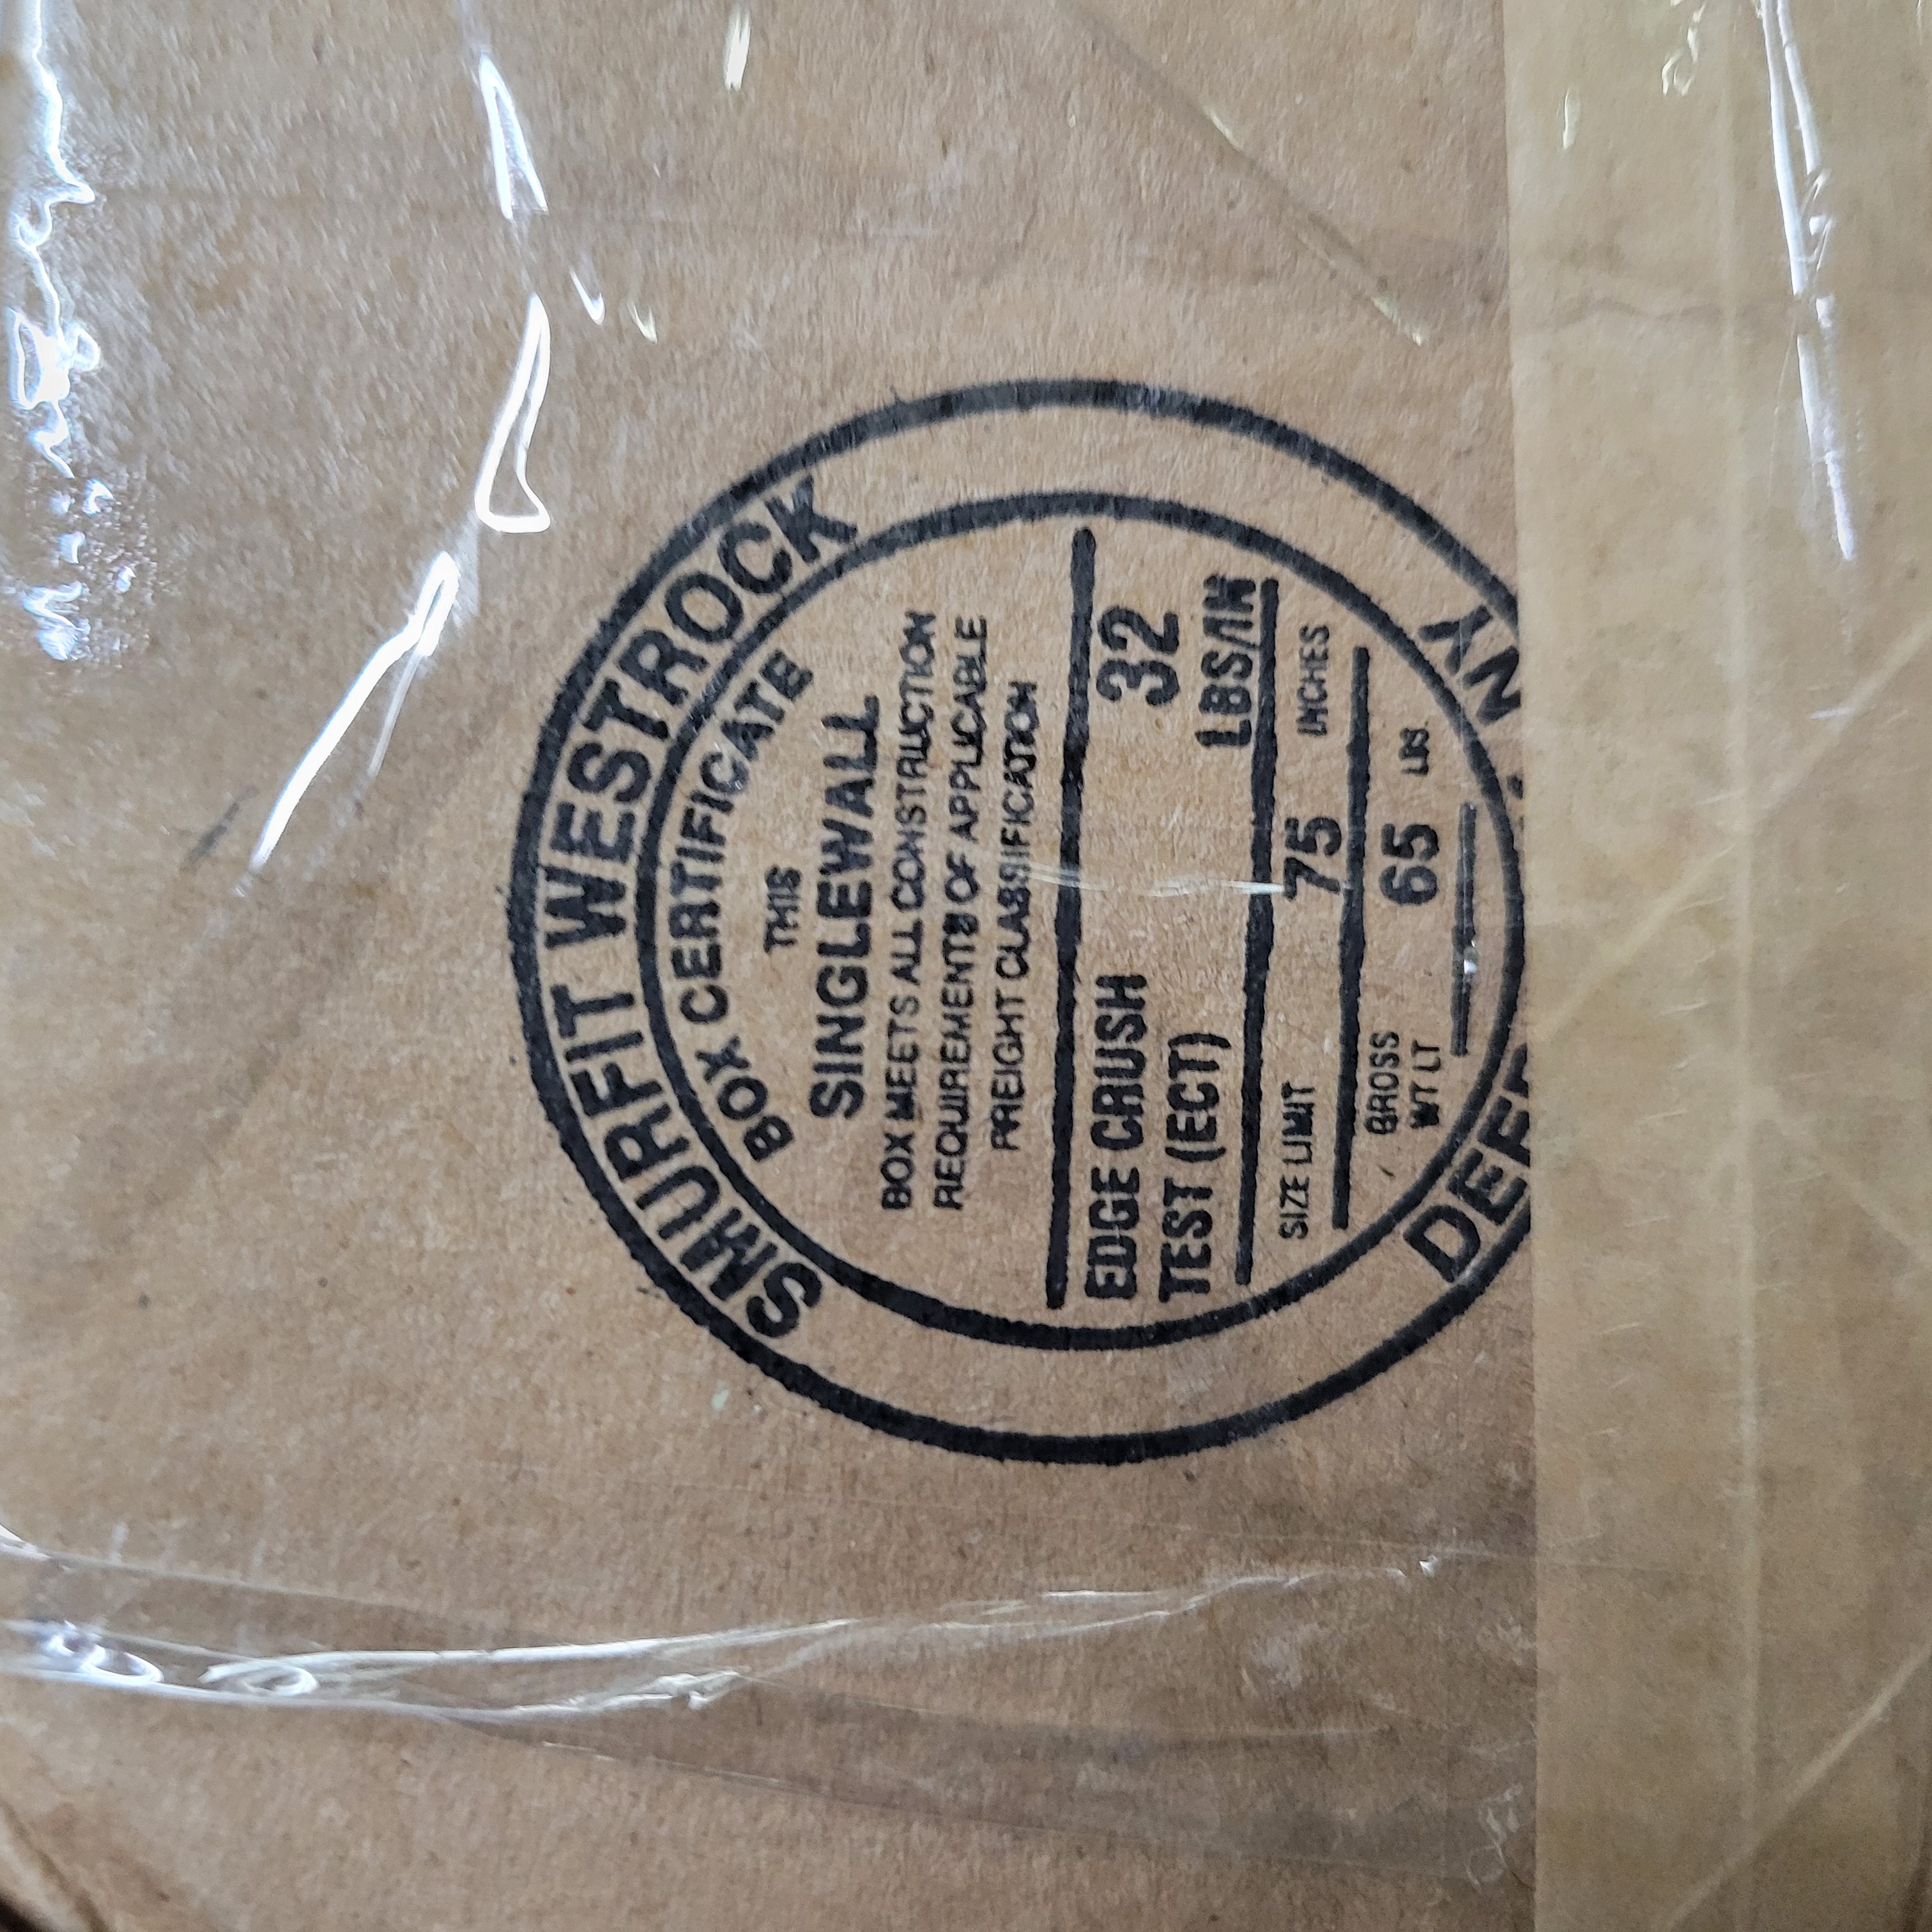 SMURFIT WESTROCK
BOX CERTIFICATE
THIS
SINGLEWALL
BOX MEETS ALL CONSTRUCTION
REQUIREMENTS OF APPLICABLE
FREIGHT CLASSIFICATION
EDGE CRUSH
TEST (ECT)
32
LBS/IN
SIZE LIMIT 75 INCHES
GROSS
WT LT
65 LBS.
NY